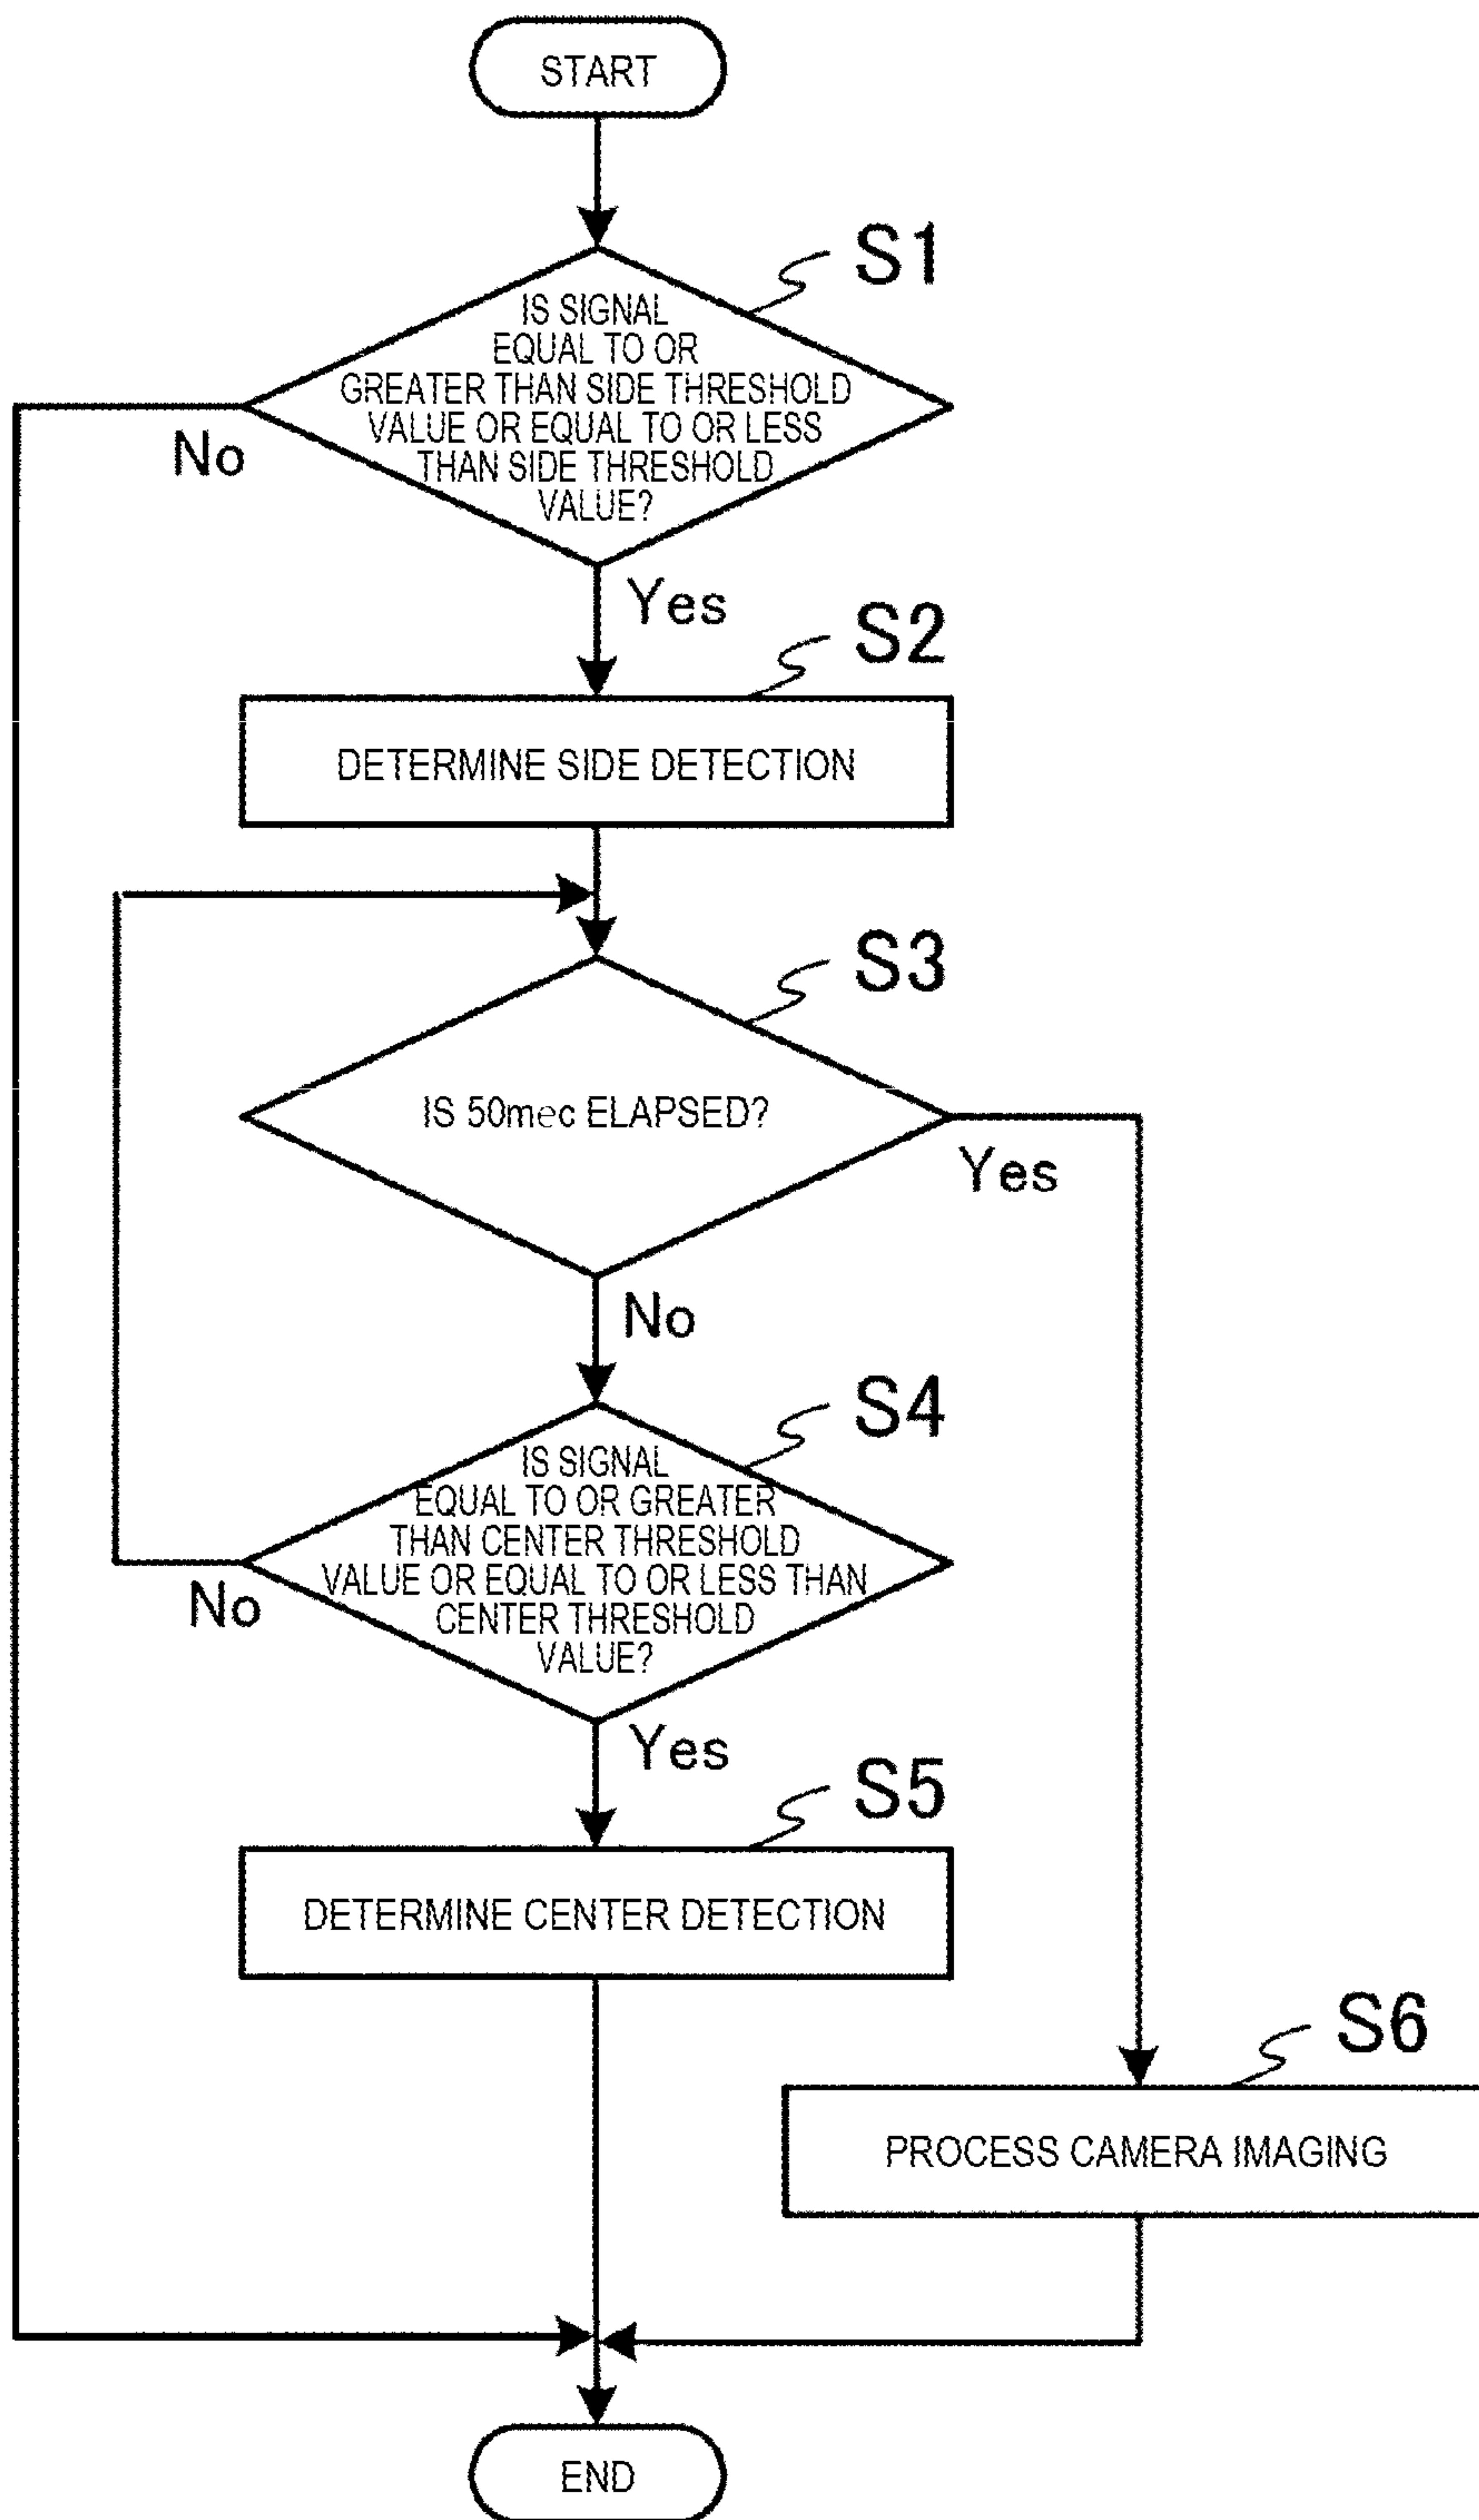 START
S1
IS SIGNAL
EQUAL TO OR
GREATER THAN SIDE THRESHOLD
VALUE OR EQUAL TO OR LESS
THAN SIDE THRESHOLD
VALUE?
No
Yes
S2
DETERMINE SIDE DETECTION
S3
IS 50mec ELAPSED?
Yes
No
S4
IS SIGNAL
EQUAL TO OR GREATER
THAN CENTER THRESHOLD
VALUE OR EQUAL TO OR LESS THAN
CENTER THRESHOLD
VALUE?
No
Yes
S5
DETERMINE CENTER DETECTION
S6
PROCESS CAMERA IMAGING
END